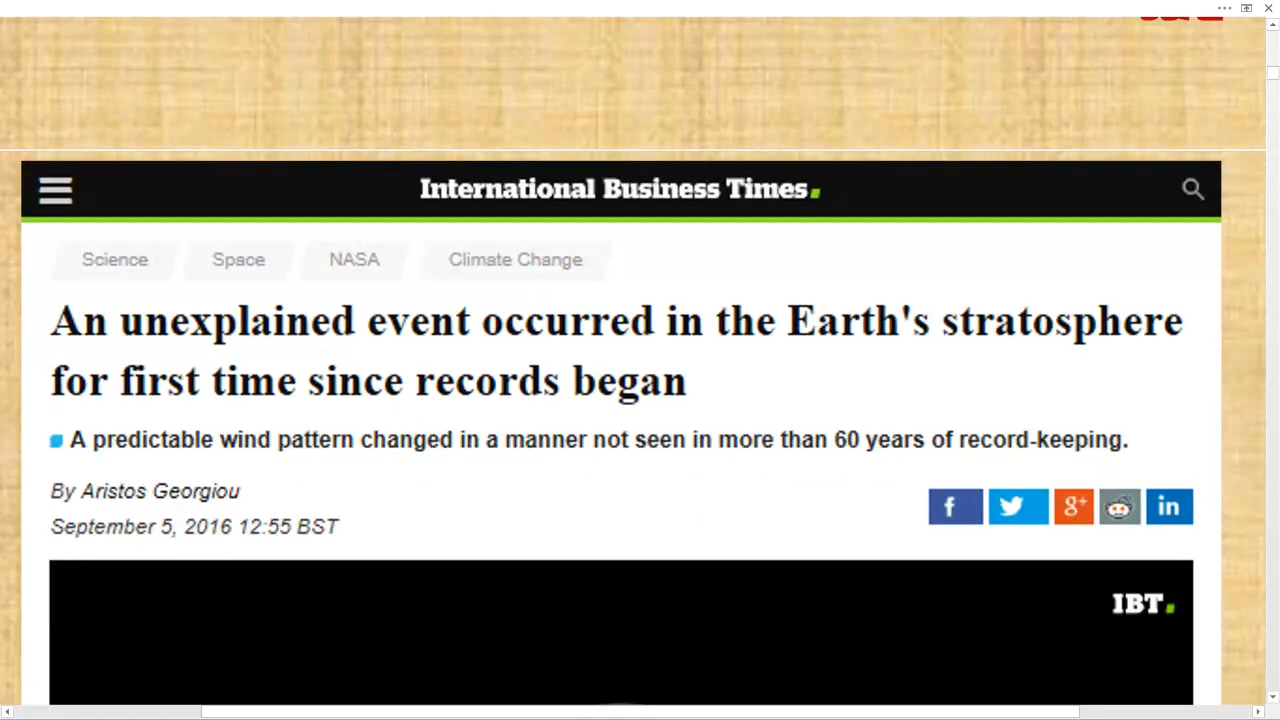 International Business Times.
Science Space NASA Climate Change
An unexplained event occurred in the Earth's stratosphere
for first time since records began
A predictable wind pattern changed in a manner not seen in more than 60 years of record-keeping.
By Aristos Georgiou
September 5, 2016 12:55 BST
f g+ in
IBT.